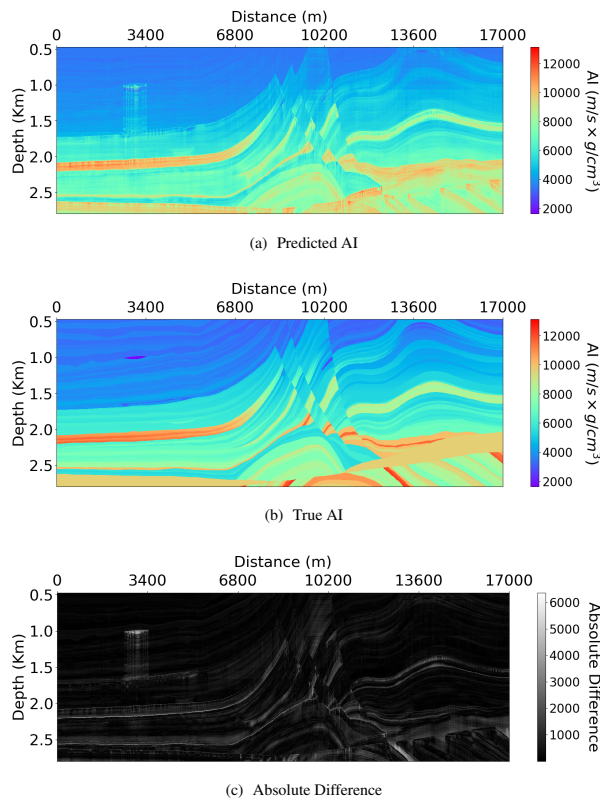 Distance (m)
0 3400 6800 10200 13600 17000
0.5
1.0
1.5
2.0
2.5
Depth (Km)
12000
10000
8000
6000
4000
2000
AI (m/s × g/cm³)
(a) Predicted AI
Distance (m)
0 3400 6800 10200 13600 17000
0.5
1.0
1.5
2.0
2.5
Depth (Km)
12000
10000
8000
6000
4000
2000
AI (m/s × g/cm³)
(b) True AI
Distance (m)
0 3400 6800 10200 13600 17000
0.5
1.0
1.5
2.0
2.5
Depth (Km)
6000
5000
4000
3000
2000
1000
Absolute Difference
(c) Absolute Difference